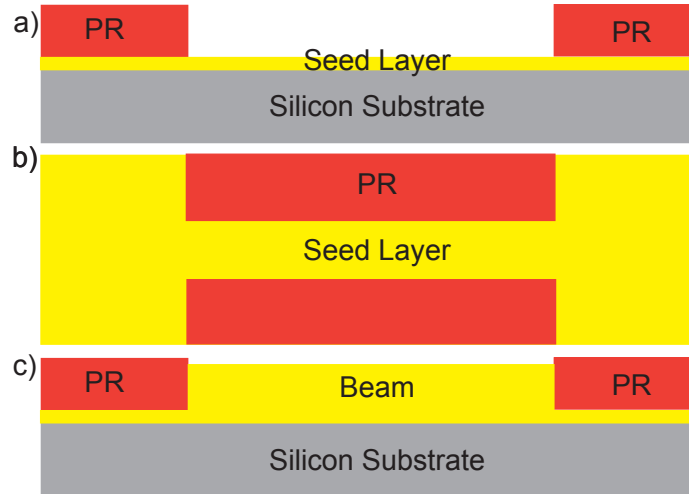 a)
PR
PR
Seed Layer
Silicon Substrate
b)
PR
Seed Layer
c)
PR
Beam
PR
Silicon Substrate